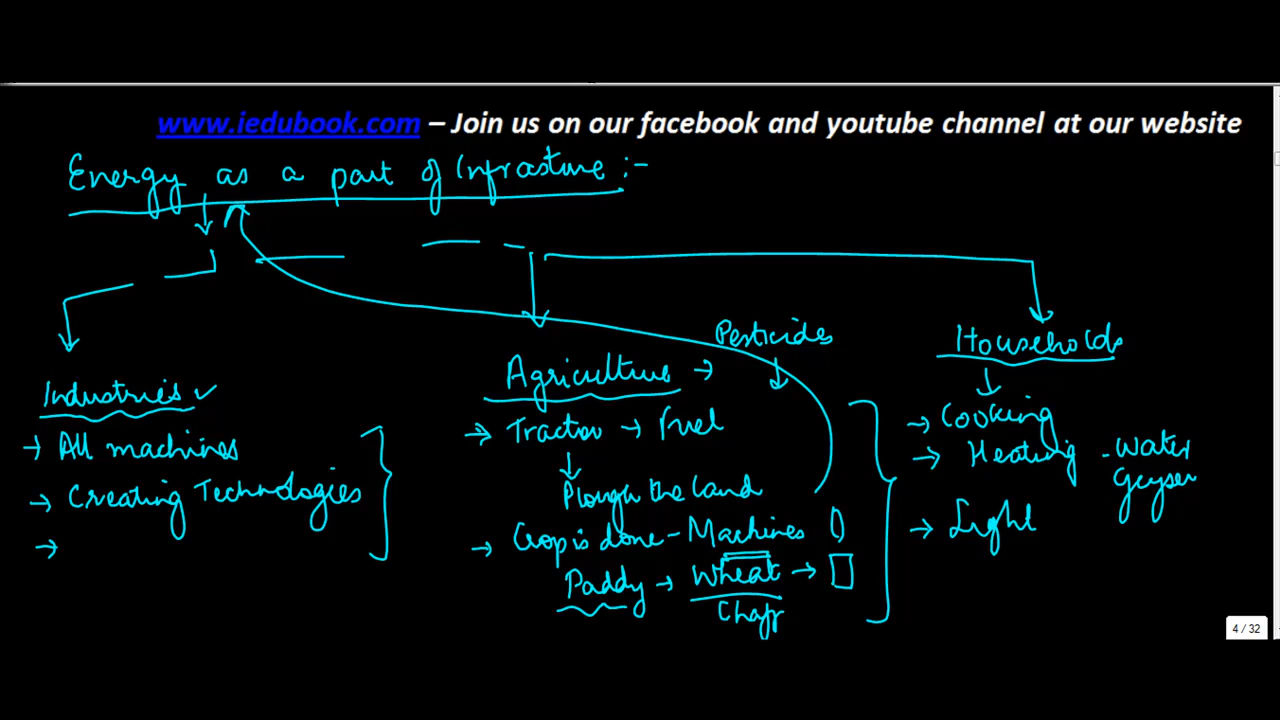 www.iedubook.com – Join us on our facebook and youtube channel at our website
Energy as a part of Infrasture :-
Industries
→ All machines
→ Creating Technologies
→
Pesticides
Agriculture →
→ Tractor → Fuel
Plough the land
→ Crop is done - Machines ()
Paddy → Wheat →
Chaff
Households
→ Cooking
→ Heating - Water
Geyser
→ Light
4 / 32